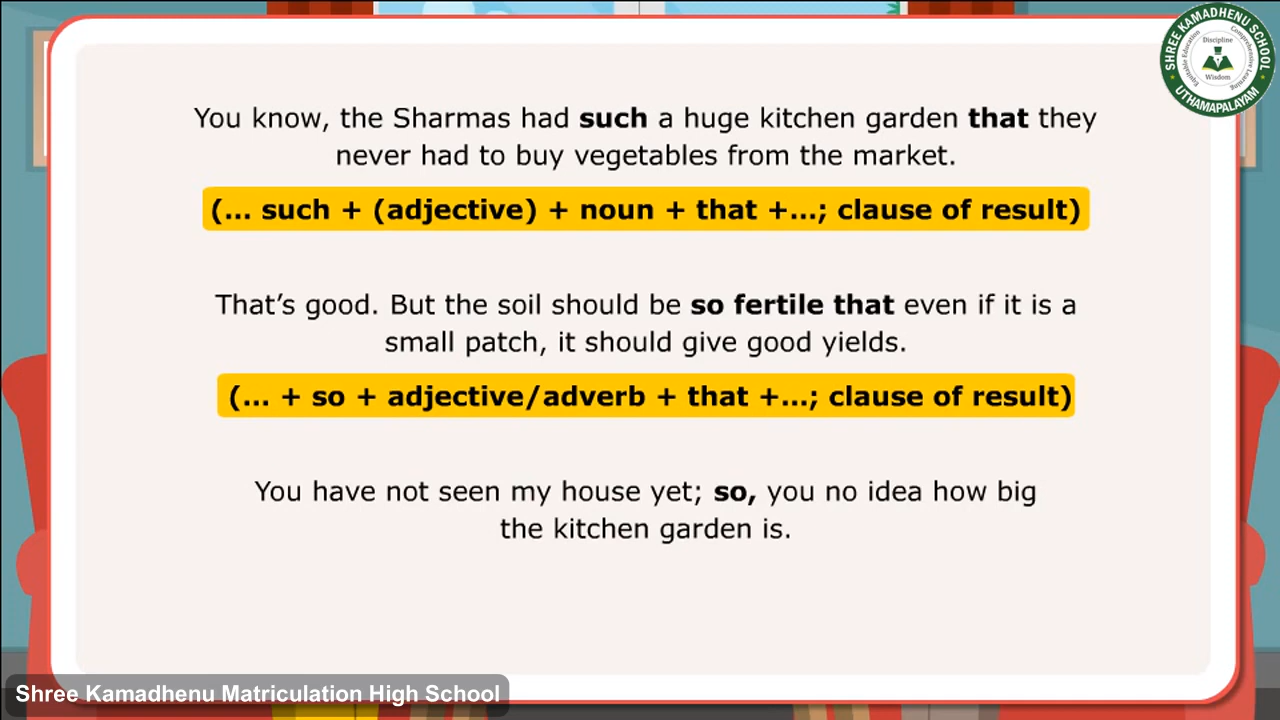 You know, the Sharmas had such a huge kitchen garden that they
never had to buy vegetables from the market.
(... such + (adjective) + noun + that +...; clause of result)
That's good. But the soil should be so fertile that even if it is a
small patch, it should give good yields.
(... + so + adjective/adverb + that +...; clause of result)
You have not seen my house yet; so, you no idea how big
the kitchen garden is.
SHREE KAMADHENU SCHOOL
Equitable Education
Discipline
Comprehensive Learning
Wisdom
UTHAMAPALAYAM
Shree Kamadhenu Matriculation High School